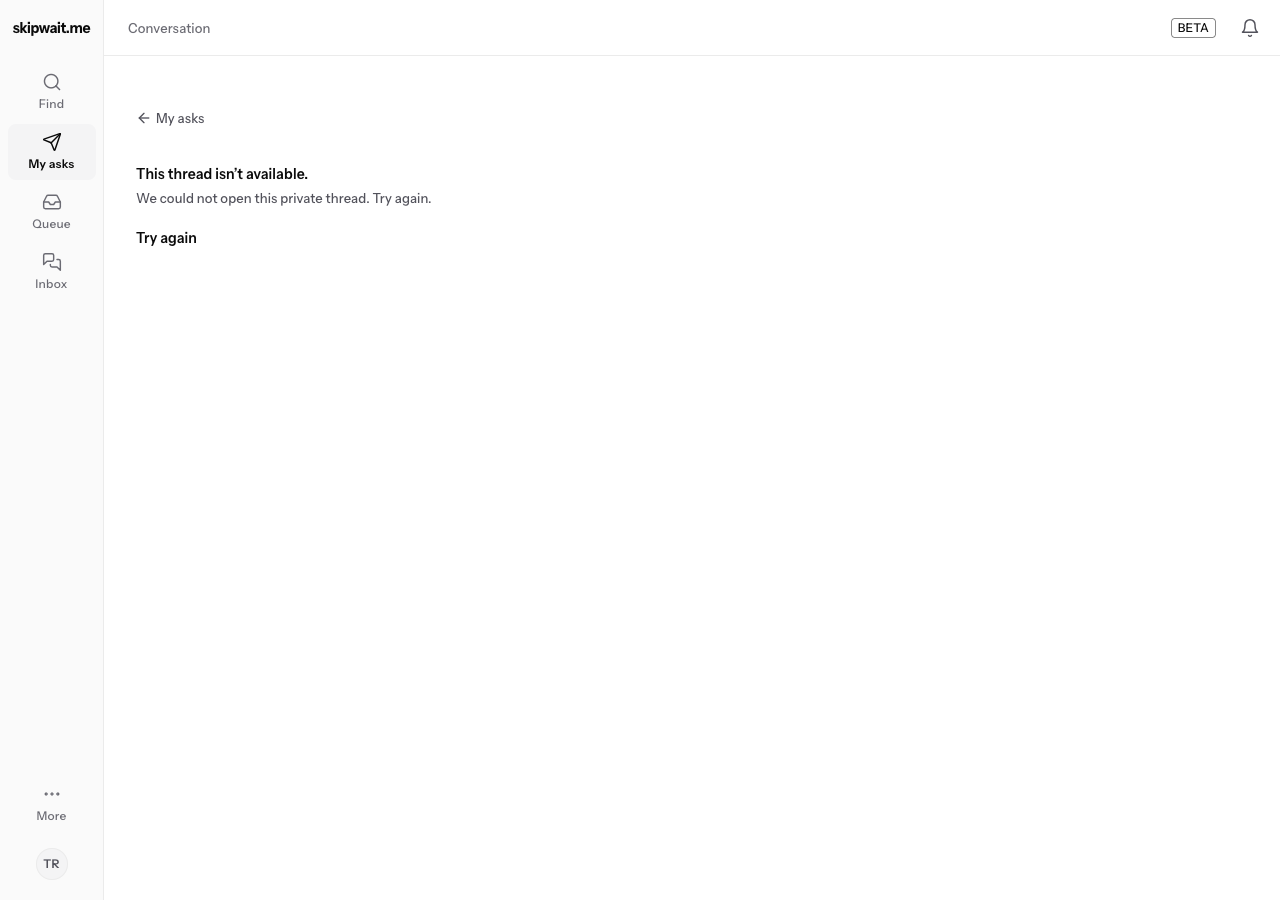 skipwait.me
Conversation
BETA
Find
My asks
Queue
Inbox
My asks
This thread isn’t available.
We could not open this private thread. Try again.
Try again
More
TR